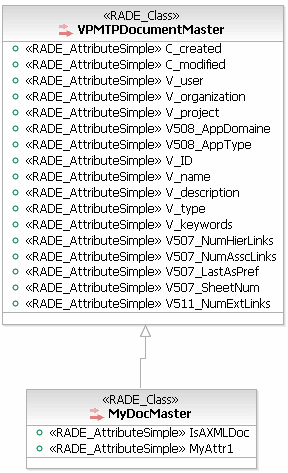 «RADE_Class»
VPMTPDocumentMaster
«RADE_AttributeSimple» C_created
«RADE_AttributeSimple» C_modified
«RADE_AttributeSimple» V_user
«RADE_AttributeSimple» V_organization
«RADE_AttributeSimple» V_project
«RADE_AttributeSimple» V508_AppDomaine
«RADE_AttributeSimple» V508_AppType
«RADE_AttributeSimple» V_ID
«RADE_AttributeSimple» V_name
«RADE_AttributeSimple» V_description
«RADE_AttributeSimple» V_type
«RADE_AttributeSimple» V_keywords
«RADE_AttributeSimple» V507_NumHierLinks
«RADE_AttributeSimple» V507_NumAsscLinks
«RADE_AttributeSimple» V507_LastAsPref
«RADE_AttributeSimple» V507_SheetNum
«RADE_AttributeSimple» V511_NumExtLinks
«RADE_Class»
MyDocMaster
«RADE_AttributeSimple» IsAXMLDoc
«RADE_AttributeSimple» MyAttr1